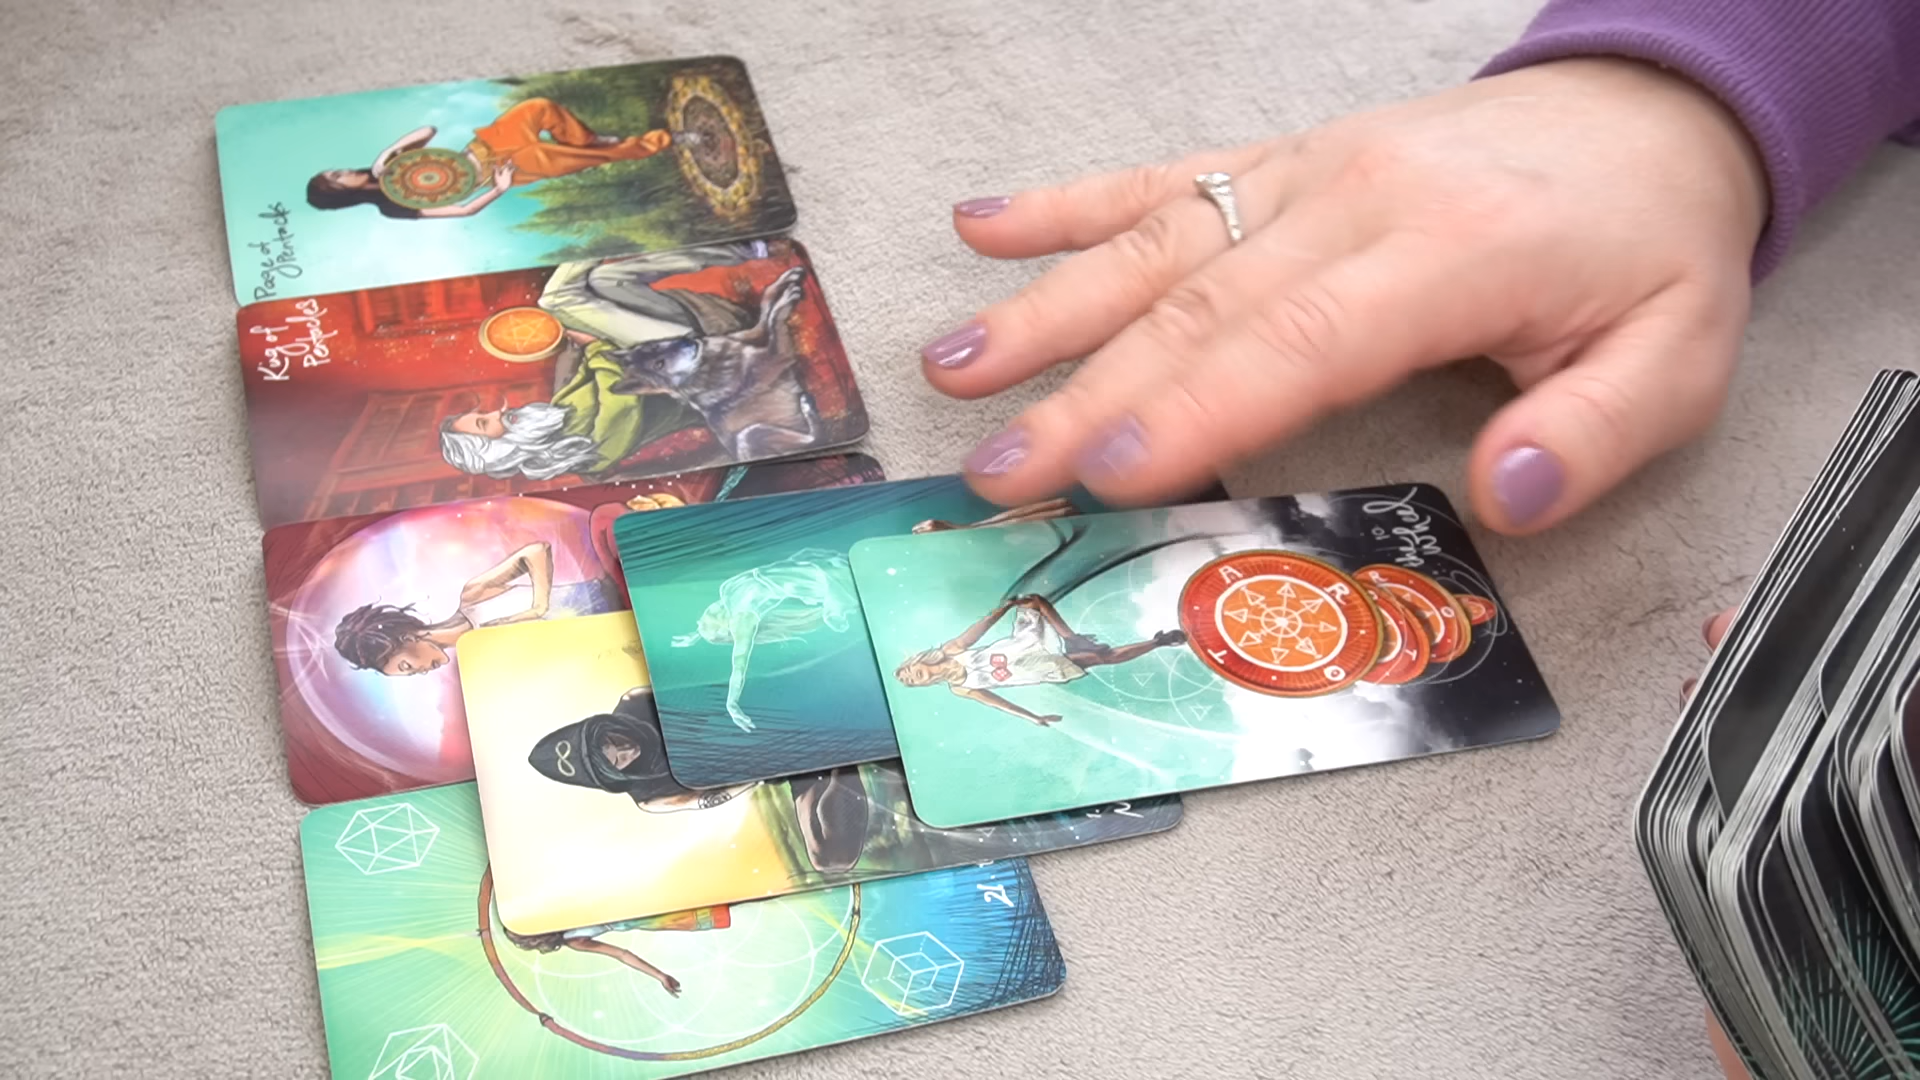 Page of
Pentacles
King of
Pentacles
10
the
Wheel
T A R O
R O T
21.